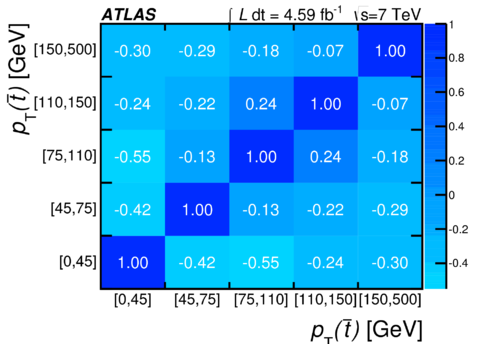 ATLAS ∫ L dt = 4.59 fb⁻¹ √s=7 TeV
p_T(t̅) [GeV]
[150,500] -0.30 -0.29 -0.18 -0.07 1.00
[110,150] -0.24 -0.22 0.24 1.00 -0.07
[75,110] -0.55 -0.13 1.00 0.24 -0.18
[45,75] -0.42 1.00 -0.13 -0.22 -0.29
[0,45] 1.00 -0.42 -0.55 -0.24 -0.30
[0,45] [45,75] [75,110] [110,150] [150,500]
p_T(t̅) [GeV]
1
0.8
0.6
0.4
0.2
0
-0.2
-0.4